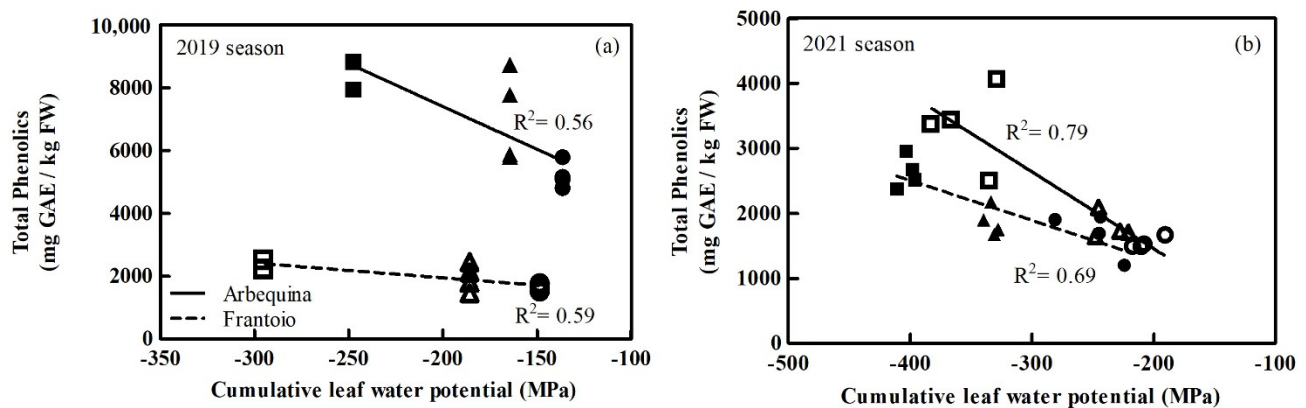 2019 season
(a)
10,000
8000
6000
4000
2000
0
Total Phenolics
(mg GAE / kg FW)
R²= 0.56
Arbequina
Frantoio
R²= 0.59
-350 -300 -250 -200 -150 -100
Cumulative leaf water potential (MPa)
2021 season
(b)
5000
4000
3000
2000
1000
0
Total Phenolics
(mg GAE / kg FW)
R²= 0.79
R²= 0.69
-500 -400 -300 -200 -100
Cumulative leaf water potential (MPa)